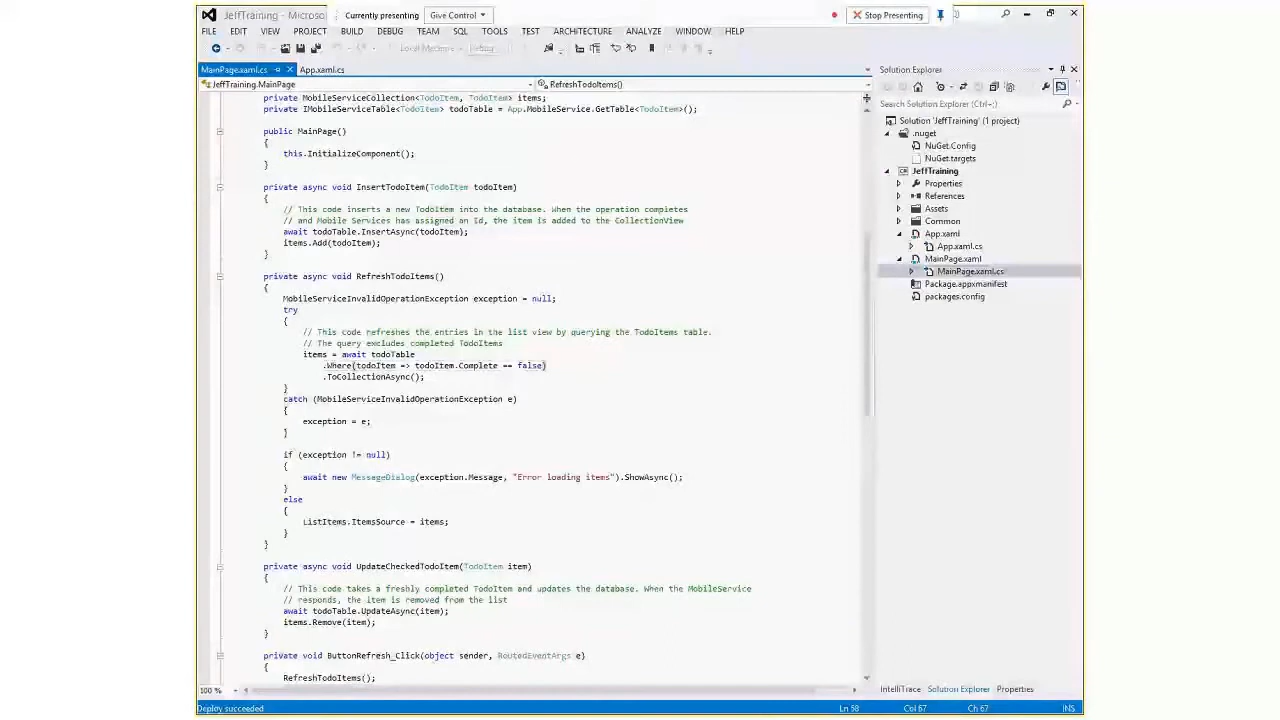 JeffTraining - Microsof
Currently presenting
Give Control
Stop Presenting
FILE EDIT VIEW PROJECT BUILD DEBUG TEAM SQL TOOLS TEST ARCHITECTURE ANALYZE WINDOW HELP
Local Machine Debug
MainPage.xaml.cs App.xaml.cs
JeffTraining.MainPage RefreshTodoItems()
private MobileServiceCollection<TodoItem, TodoItem> items;
private IMobileServiceTable<TodoItem> todoTable = App.MobileService.GetTable<TodoItem>();
public MainPage()
{
this.InitializeComponent();
}
private async void InsertTodoItem(TodoItem todoItem)
{
// This code inserts a new TodoItem into the database. When the operation completes
// and Mobile Services has assigned an Id, the item is added to the CollectionView
await todoTable.InsertAsync(todoItem);
items.Add(todoItem);
}
private async void RefreshTodoItems()
{
MobileServiceInvalidOperationException exception = null;
try
{
// This code refreshes the entries in the list view by querying the TodoItems table.
// The query excludes completed TodoItems
items = await todoTable
.Where(todoItem => todoItem.Complete == false)
.ToCollectionAsync();
}
catch (MobileServiceInvalidOperationException e)
{
exception = e;
}
if (exception != null)
{
await new MessageDialog(exception.Message, "Error loading items").ShowAsync();
}
else
{
ListItems.ItemsSource = items;
}
}
private async void UpdateCheckedTodoItem(TodoItem item)
{
// This code takes a freshly completed TodoItem and updates the database. When the MobileService
// responds, the item is removed from the list
await todoTable.UpdateAsync(item);
items.Remove(item);
}
private void ButtonRefresh_Click(object sender, RoutedEventArgs e)
{
RefreshTodoItems();
100 %
Solution Explorer
Search Solution Explorer (Ctrl+;)
Solution 'JeffTraining' (1 project)
.nuget
NuGet.Config
NuGet.targets
JeffTraining
Properties
References
Assets
Common
App.xaml
App.xaml.cs
MainPage.xaml
MainPage.xaml.cs
Package.appxmanifest
packages.config
IntelliTrace Solution Explorer Properties
Deploy succeeded Ln 58 Col 67 Ch 67 INS